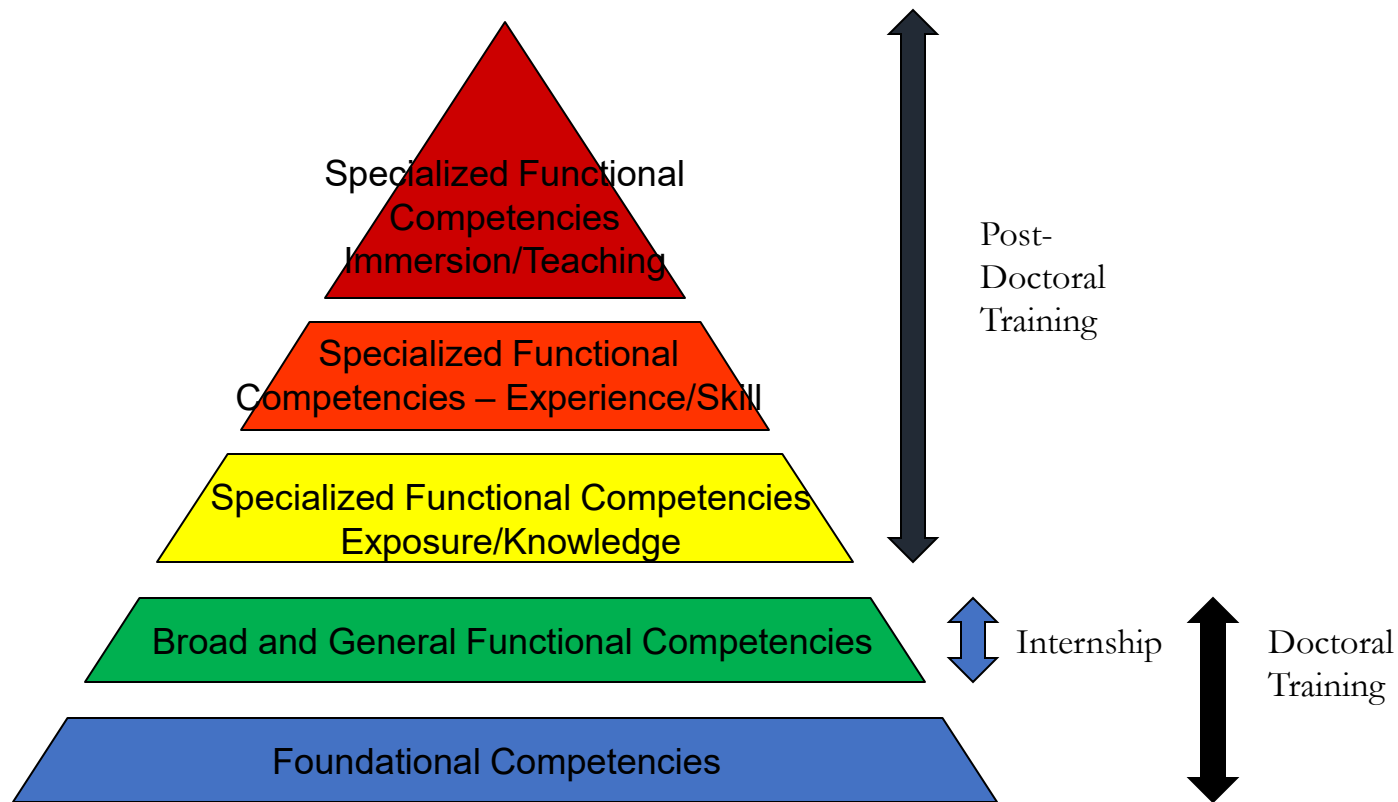 Specialized Functional
Competencies
Immersion/Teaching
Specialized Functional
Competencies – Experience/Skill
Specialized Functional Competencies
Exposure/Knowledge
Broad and General Functional Competencies
Foundational Competencies
Post-
Doctoral
Training
Internship
Doctoral
Training